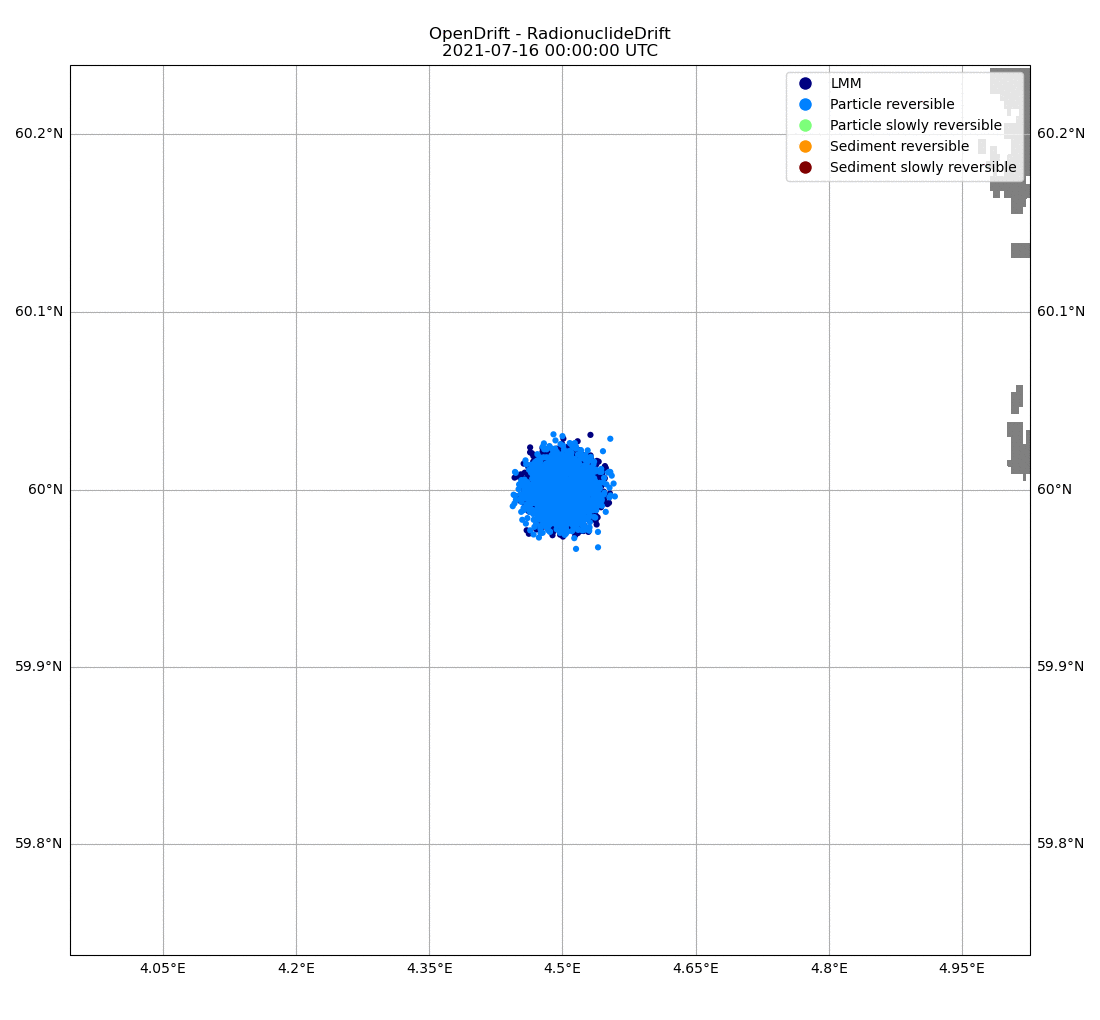 OpenDrift - RadionuclideDrift
2021-07-16 00:00:00 UTC
LMM
Particle reversible
Particle slowly reversible
Sediment reversible
Sediment slowly reversible
60.2°N 60.2°N
60.1°N 60.1°N
60°N 60°N
59.9°N 59.9°N
59.8°N 59.8°N
4.05°E 4.2°E 4.35°E 4.5°E 4.65°E 4.8°E 4.95°E